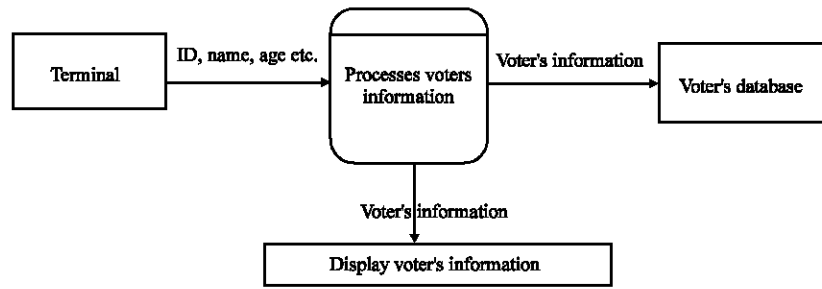 Terminal
ID, name, age etc.
Processes voters
information
Voter's information
Voter's database
Voter's information
Display voter's information